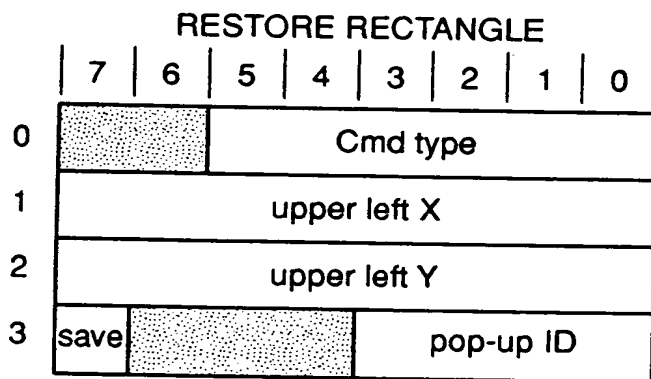 RESTORE RECTANGLE
7 6 5 4 3 2 1 0
0 Cmd type
1 upper left X
2 upper left Y
3 save pop-up ID